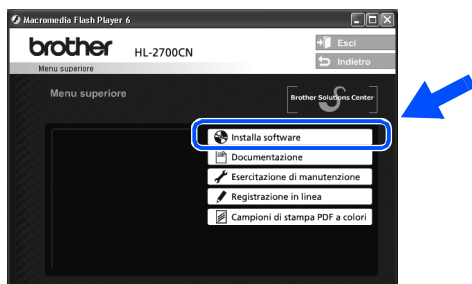 Macromedia Flash Player 6
brother
HL-2700CN
Esci
Indietro
Menu superiore
Menu superiore
Brother Solutions Center
Installa software
Documentazione
Esercitazione di manutenzione
Registrazione in linea
Campioni di stampa PDF a colori